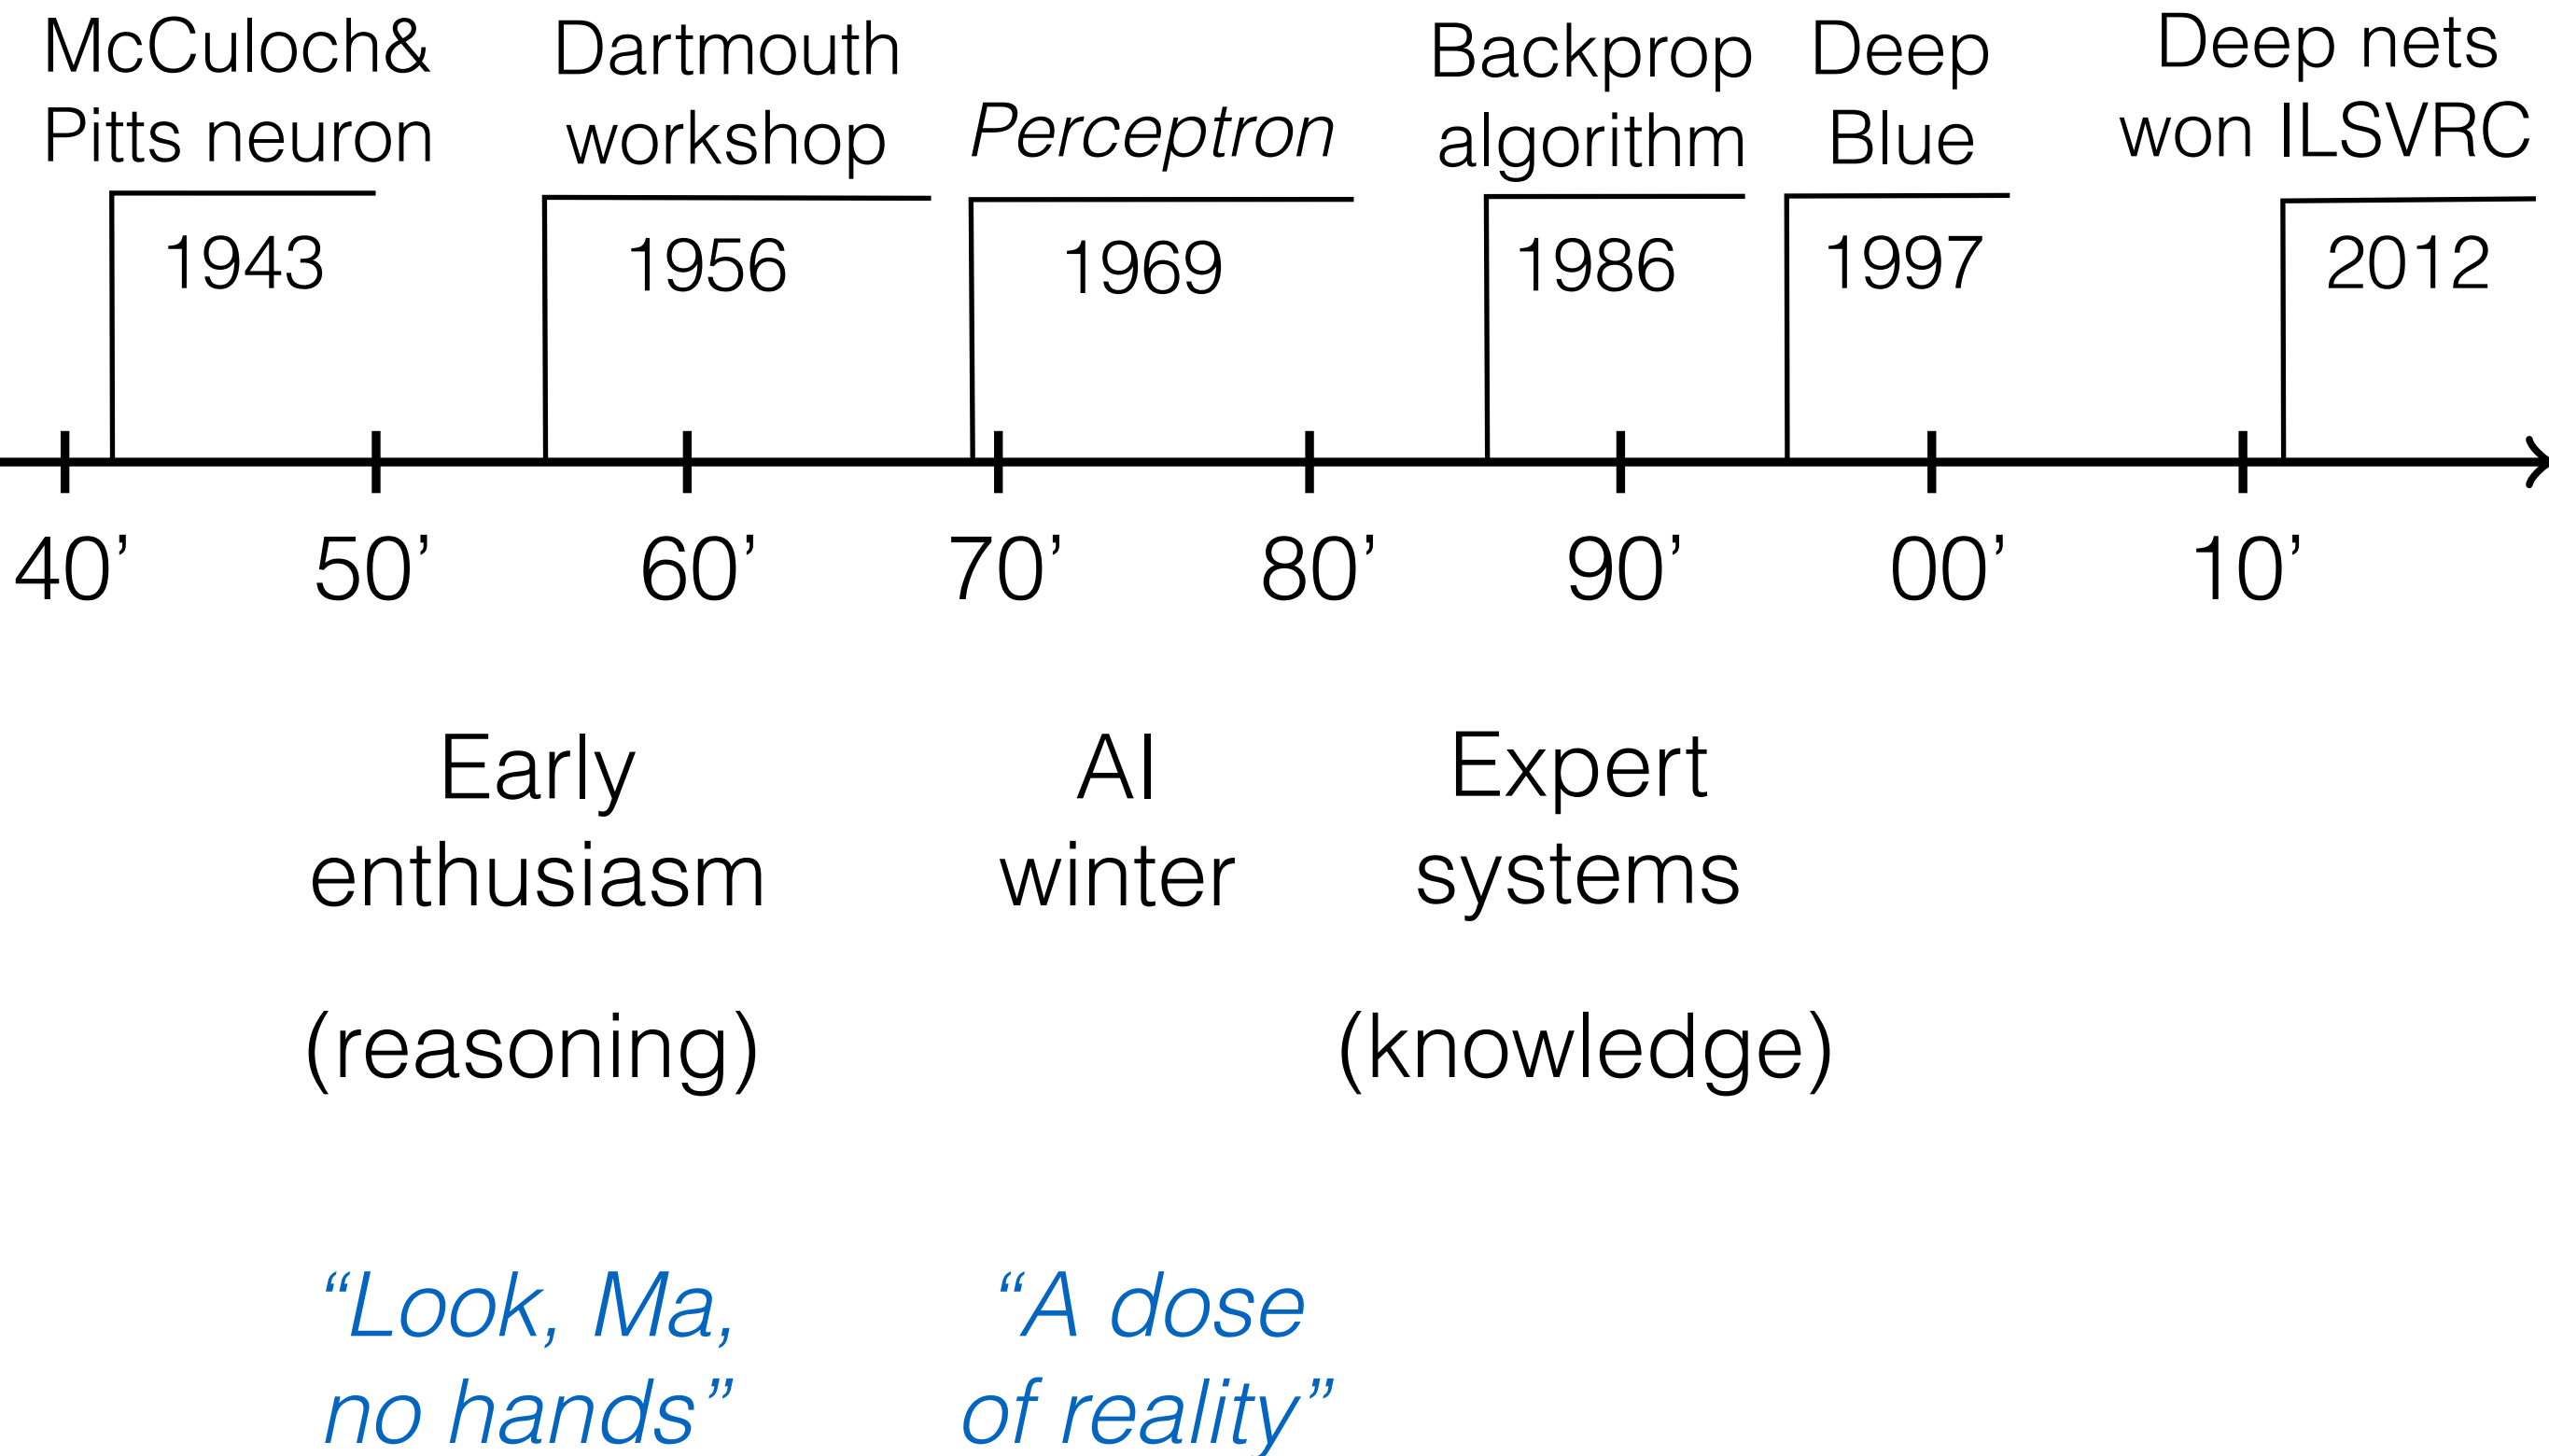 McCulloch&
Pitts neuron
1943
Dartmouth
workshop
1956
Perceptron
1969
Backprop
algorithm
1986
Deep
Blue
1997
Deep nets
won ILSVRC
2012
40’ 50’ 60’ 70’ 80’ 90’ 00’ 10’
Early
enthusiasm
(reasoning)
AI
winter
Expert
systems
(knowledge)
“Look, Ma,
no hands”
“A dose
of reality”